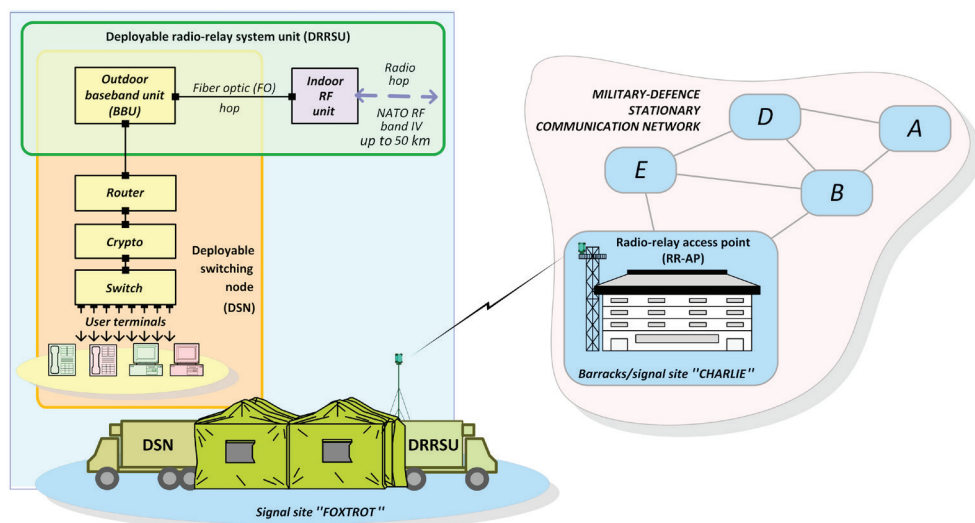 Deployable radio-relay system unit (DRRSU)
Outdoor
baseband unit
(BBU)
Fiber optic (FO)
hop
Indoor
RF
unit
Radio
hop
NATO RF
band IV
up to 50 km
Router
Crypto
Switch
Deployable
switching
node
(DSN)
User terminals
DSN
DRRSU
Signal site "FOXTROT"
MILITARY-DEFENCE
STATIONARY
COMMUNICATION NETWORK
D
A
E
B
Radio-relay access point
(RR-AP)
Barracks/signal site "CHARLIE"